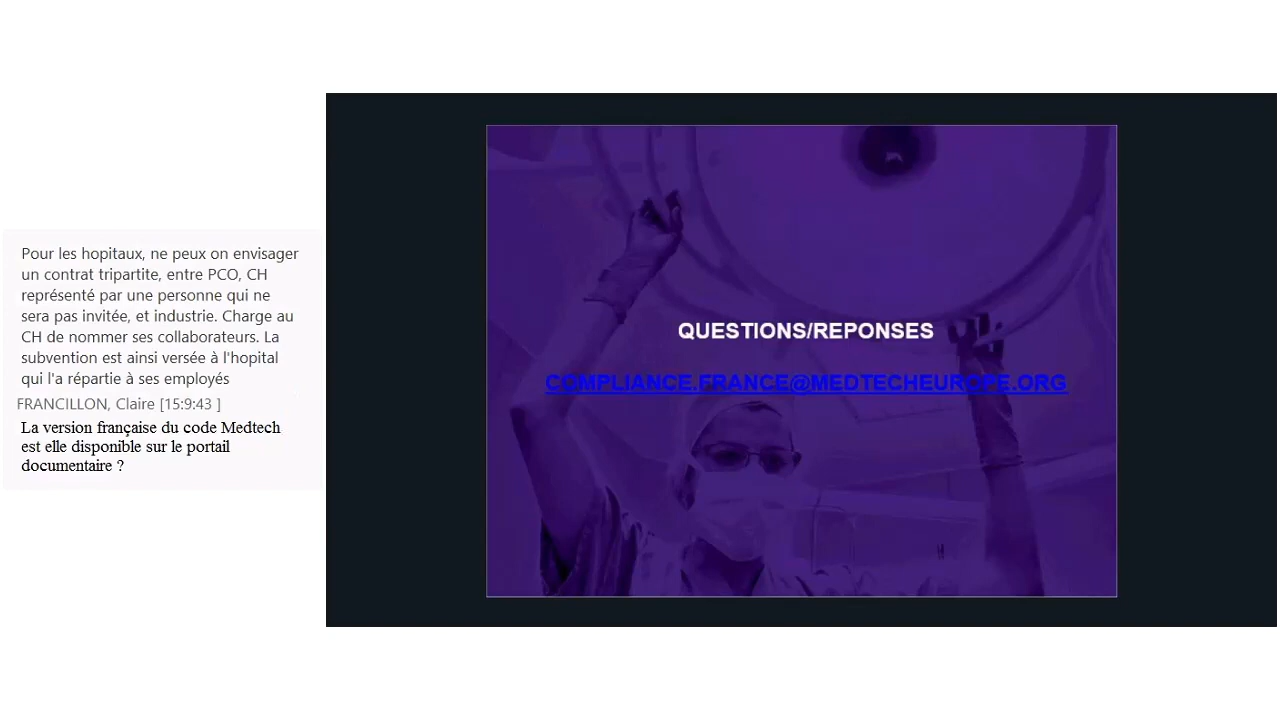 Pour les hopitaux, ne peux on envisager
un contrat tripartite, entre PCO, CH
représenté par une personne qui ne
sera pas invitée, et industrie. Charge au
CH de nommer ses collaborateurs. La
subvention est ainsi versée à l'hopital
qui l'a répartie à ses employés
FRANCILLON, Claire [15:9:43 ]
La version française du code Medtech
est elle disponible sur le portail
documentaire ?
QUESTIONS/REPONSES
COMPLIANCE.FRANCE@MEDTECHEUROPE.ORG